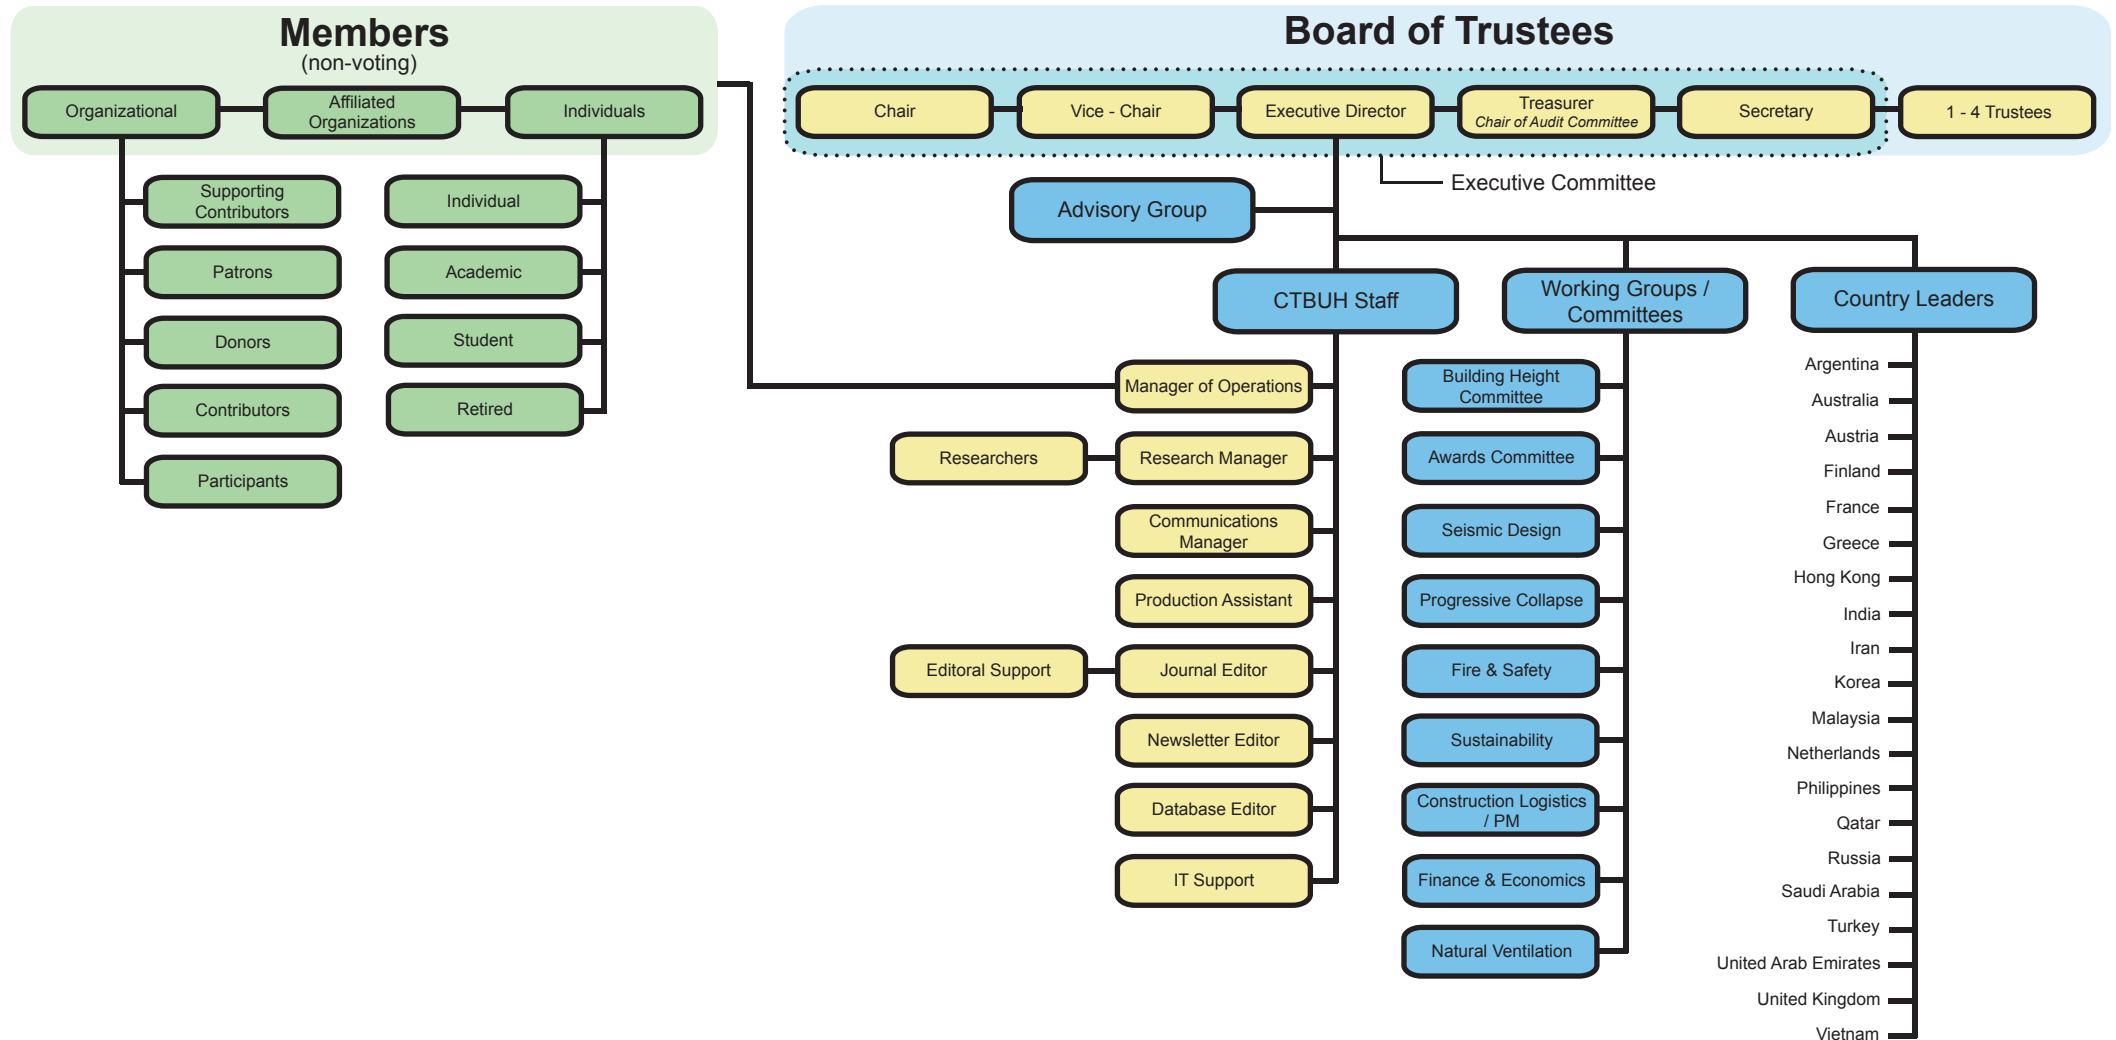 Members
(non-voting)
Organizational
Affiliated
Organizations
Individuals
Supporting
Contributors
Patrons
Donors
Contributors
Participants
Individual
Academic
Student
Retired
Board of Trustees
Chair
Vice - Chair
Executive Director
Treasurer
Chair of Audit Committee
Secretary
1 - 4 Trustees
Executive Committee
Advisory Group
CTBUH Staff
Working Groups /
Committees
Country Leaders
Manager of Operations
Researchers
Research Manager
Communications
Manager
Production Assistant
Editoral Support
Journal Editor
Newsletter Editor
Database Editor
IT Support
Building Height
Committee
Awards Committee
Seismic Design
Progressive Collapse
Fire & Safety
Sustainability
Construction Logistics
/ PM
Finance & Economics
Natural Ventilation
Argentina
Australia
Austria
Finland
France
Greece
Hong Kong
India
Iran
Korea
Malaysia
Netherlands
Philippines
Qatar
Russia
Saudi Arabia
Turkey
United Arab Emirates
United Kingdom
Vietnam